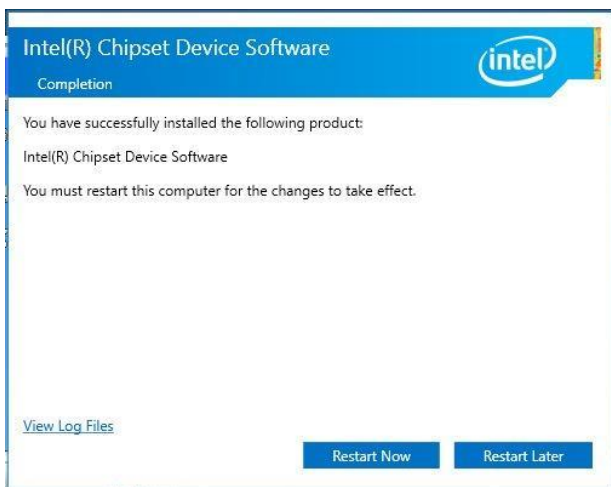 Intel(R) Chipset Device Software
intel
Completion
You have successfully installed the following product:
Intel(R) Chipset Device Software
You must restart this computer for the changes to take effect.
View Log Files
Restart Now
Restart Later